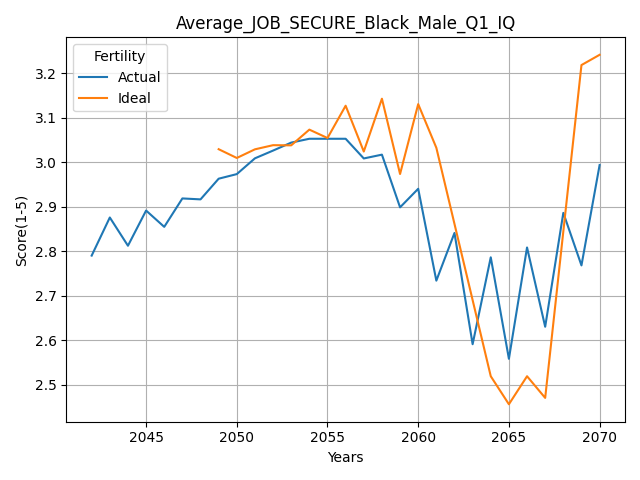 Average_JOB_SECURE_Black_Male_Q1_IQ
Fertility
Actual
Ideal
Score(1-5)
3.2
3.1
3.0
2.9
2.8
2.7
2.6
2.5
2045 2050 2055 2060 2065 2070
Years